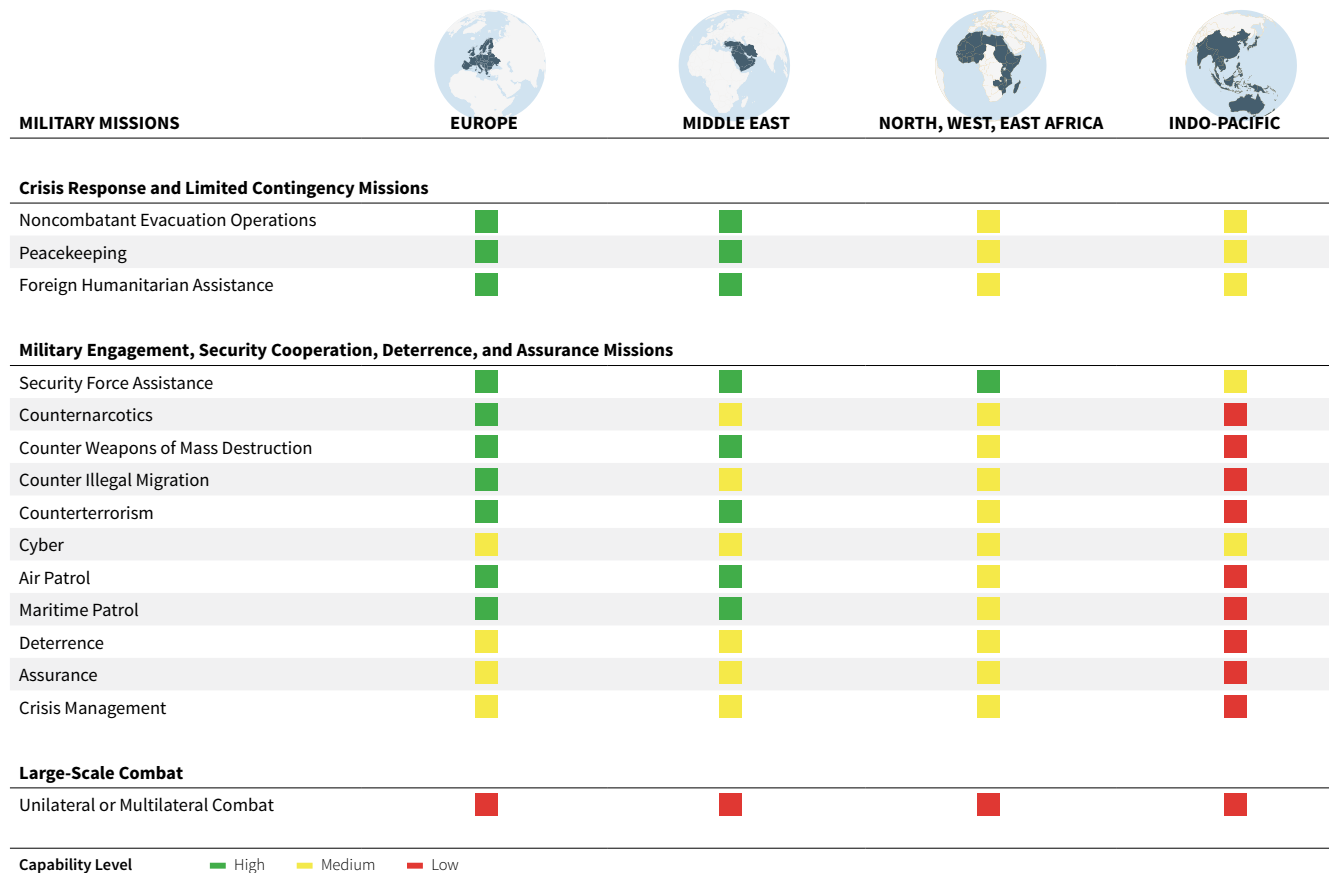 MILITARY MISSIONS EUROPE MIDDLE EAST NORTH, WEST, EAST AFRICA INDO-PACIFIC
Crisis Response and Limited Contingency Missions
Noncombatant Evacuation Operations
Peacekeeping
Foreign Humanitarian Assistance
Military Engagement, Security Cooperation, Deterrence, and Assurance Missions
Security Force Assistance
Counternarcotics
Counter Weapons of Mass Destruction
Counter Illegal Migration
Counterterrorism
Cyber
Air Patrol
Maritime Patrol
Deterrence
Assurance
Crisis Management
Large-Scale Combat
Unilateral or Multilateral Combat
Capability Level High Medium Low